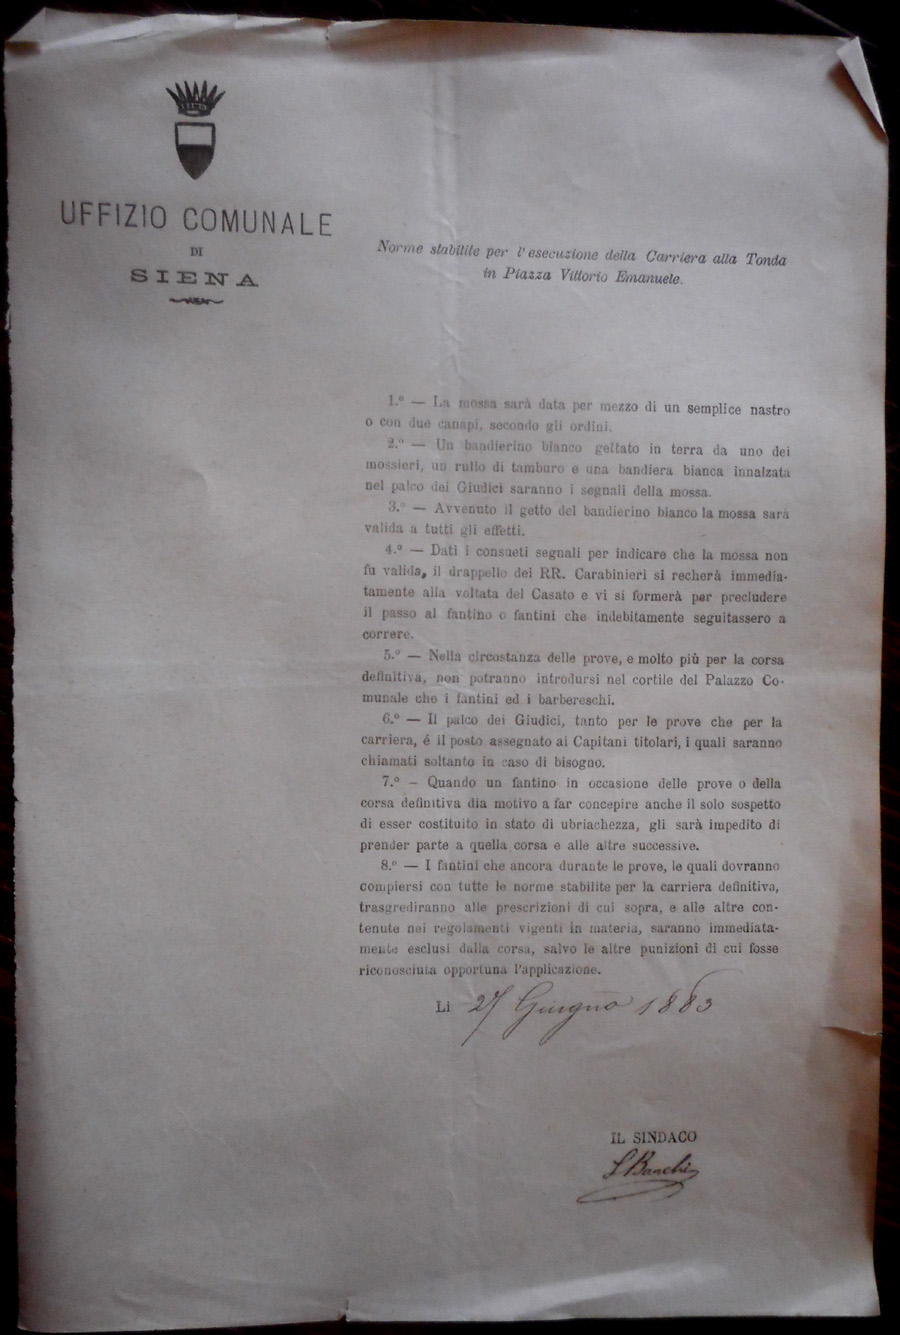 UFFIZIO COMUNALE
DI
SIENA
Norme stabilite per l'esecuzione della Carriera alla Tonda
in Piazza Vittorio Emanuele.
1.º — La mossa sarà data per mezzo di un semplice nastro
o con due canapi, secondo gli ordini.
2.º — Un bandierino bianco gettato in terra da uno dei
mossieri, un rullo di tamburo e una bandiera bianca innalzata
nel palco dei Giudici saranno i segnali della mossa.
3.º — Avvenuto il getto del bandierino bianco la mossa sarà
valida a tutti gli effetti.
4.º — Dati i consueti segnali per indicare che la mossa non
fu valida, il drappello dei RR. Carabinieri si recherà immedia-
tamente alla voltata del Casato e vi si formerà per precludere
il passo al fantino o fantini che indebitamente seguitassero a
correre.
5.º — Nella circostanza delle prove, e molto più per la corsa
definitiva, non potranno introdursi nel cortile del Palazzo Co-
munale che i fantini ed i barbereschi.
6.º — Il palco dei Giudici, tanto per le prove che per la
carriera, é il posto assegnato ai Capitani titolari, i quali saranno
chiamati soltanto in caso di bisogno.
7.º — Quando un fantino in occasione delle prove o della
corsa definitiva dia motivo a far concepire anche il solo sospetto
di esser costituito in stato di ubriachezza, gli sarà impedito di
prender parte a quella corsa e alle altre successive.
8.º — I fantini che ancora durante le prove, le quali dovranno
compiersi con tutte le norme stabilite per la carriera definitiva,
trasgrediranno alle prescrizioni di cui sopra, e alle altre con-
tenute nei regolamenti vigenti in materia, saranno immediata-
mente esclusi dalla corsa, salvo le altre punizioni di cui fosse
riconosciuta opportuna l'applicazione.
Li 27 Giugno 1883
IL SINDACO
L Banchi